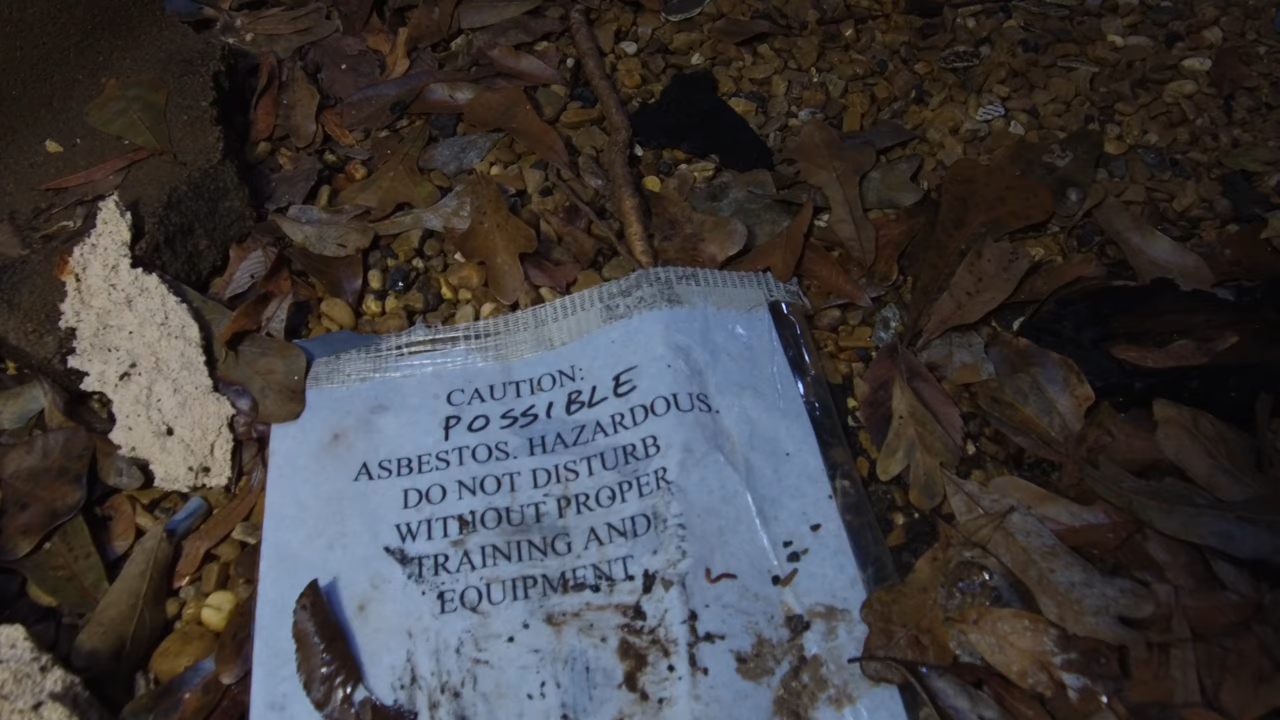 CAUTION:
POSSIBLE
ASBESTOS. HAZARDOUS.
DO NOT DISTURB
WITHOUT PROPER
TRAINING AND
EQUIPMENT.